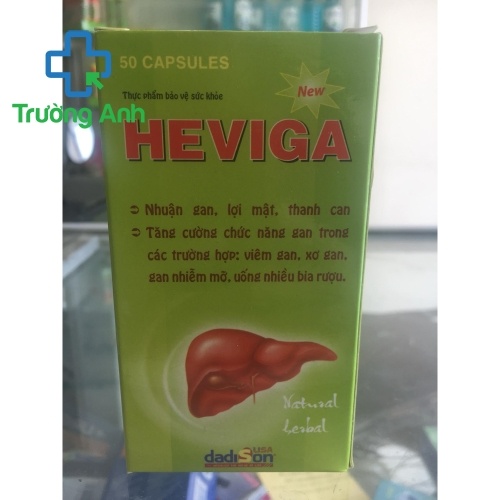 50 CAPSULES
Trường Anh
Thực phẩm bảo vệ sức khỏe
New
HEVIGA
Nhuận gan, lợi mật, thanh can
Tăng cường chức năng gan trong
các trường hợp: viêm gan, xơ gan,
gan nhiễm mỡ, uống nhiều bia rượu.
Natural
Lerbal
USA
dadison